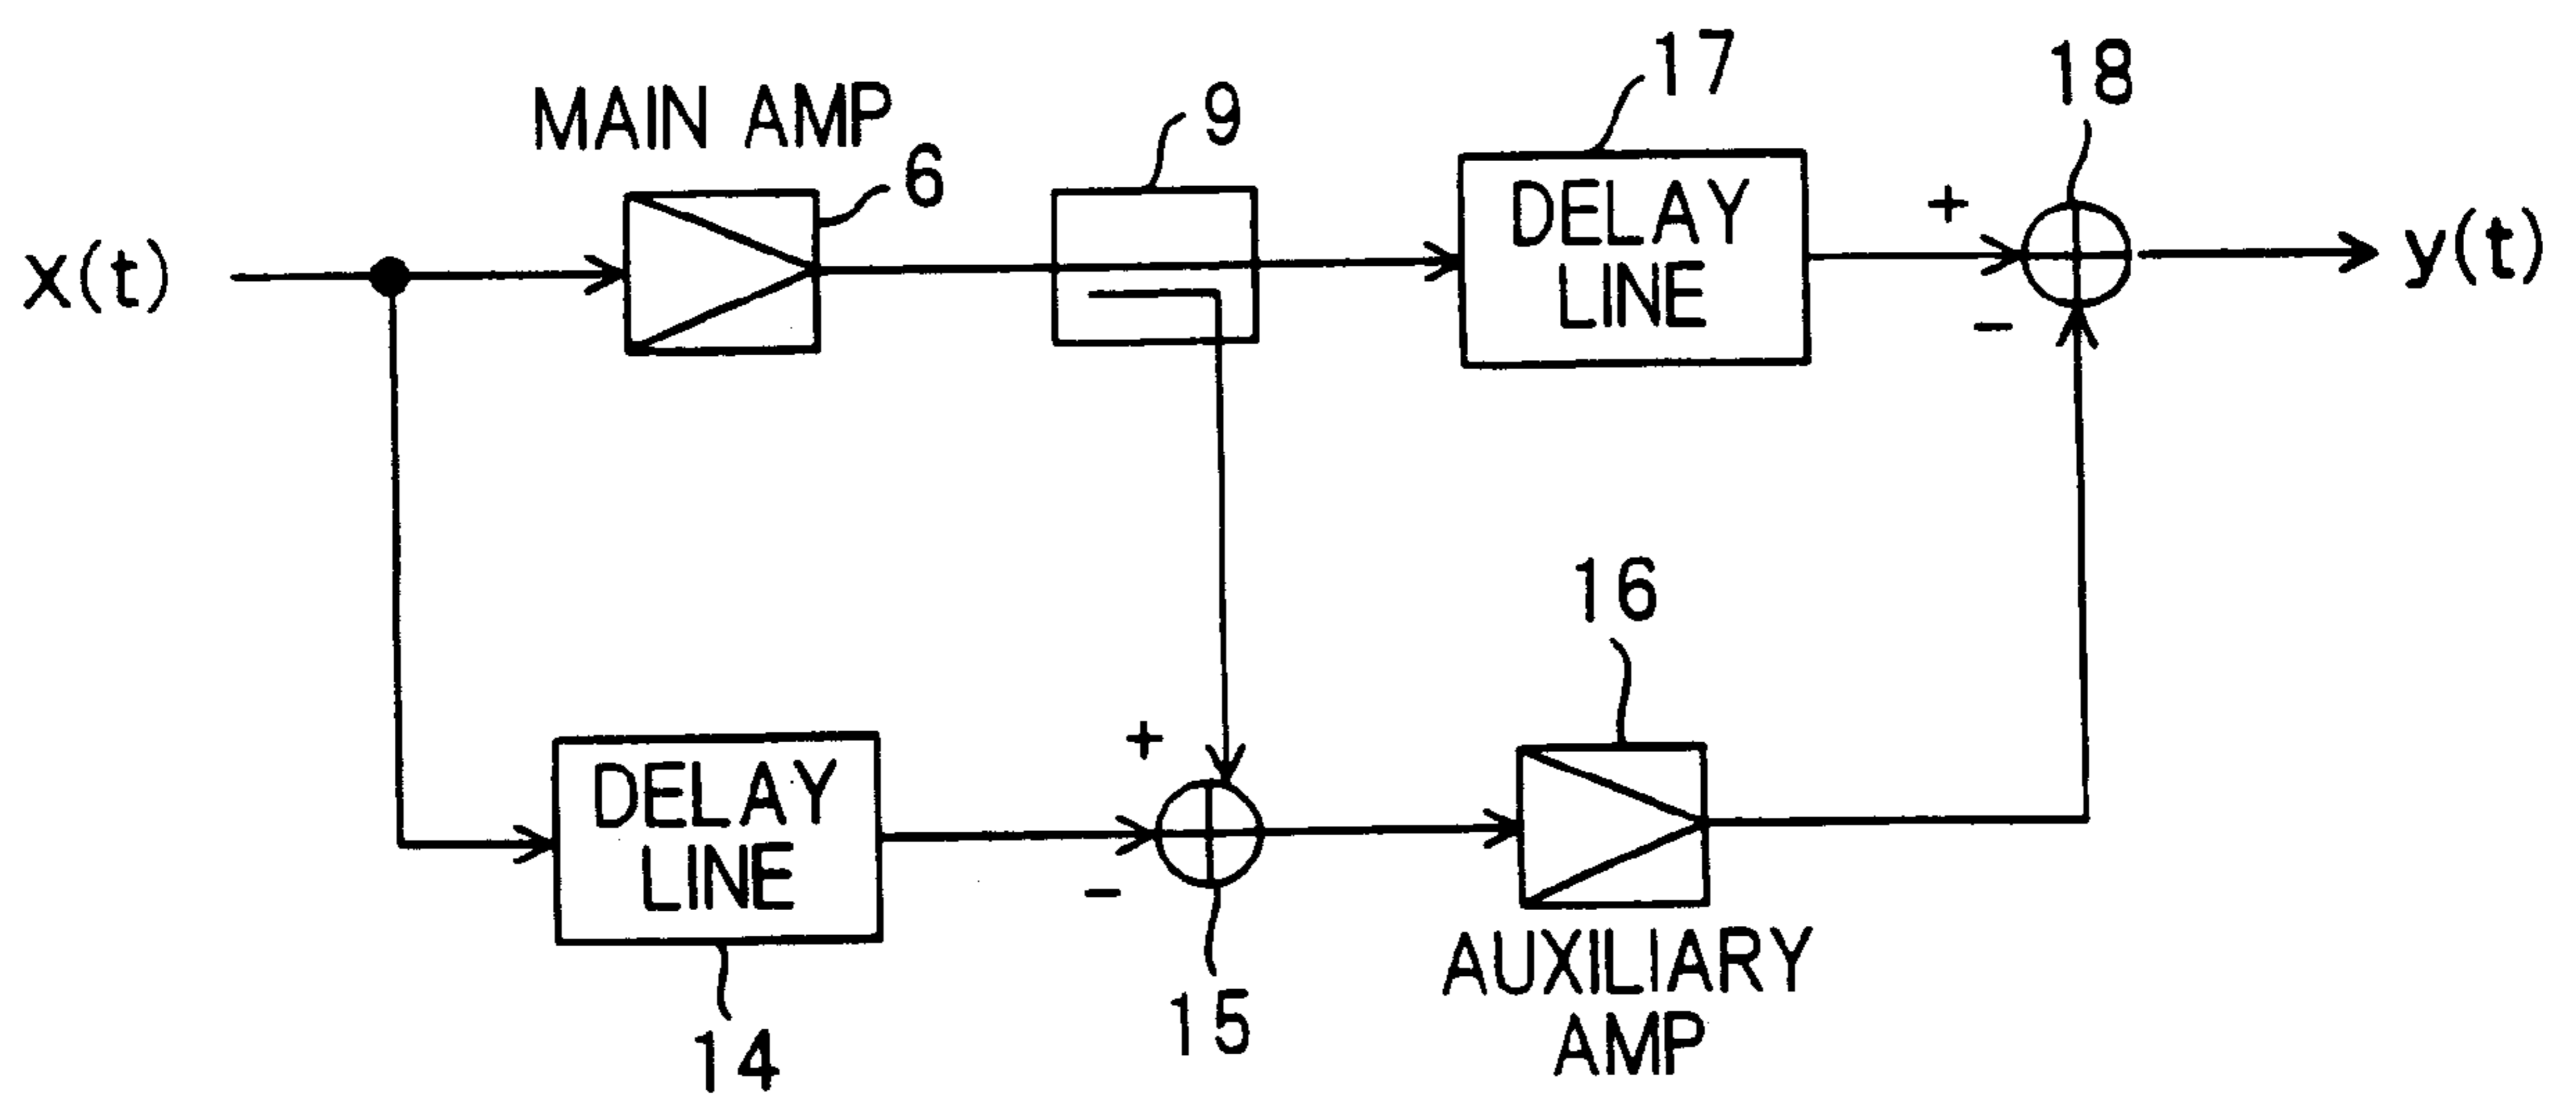 17
18
MAIN AMP
9
6
DELAY
LINE
+
x(t)
y(t)
−
16
+
DELAY
LINE
−
AUXILIARY
AMP
15
14